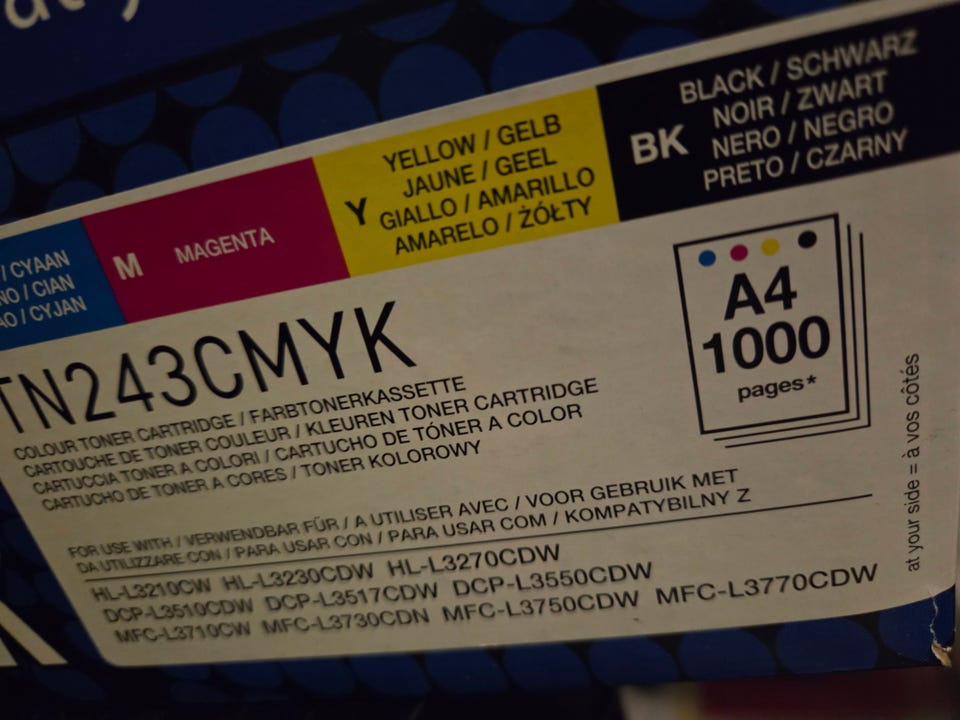 / CYAAN
NO / CIAN
AO / CYJAN
M
MAGENTA
Y
YELLOW / GELB
JAUNE / GEEL
GIALLO / AMARILLO
AMARELO / ŻÓŁTY
BK
BLACK / SCHWARZ
NOIR / ZWART
NERO / NEGRO
PRETO / CZARNY
TN243CMYK
COLOUR TONER CARTRIDGE / FARBTONERKASSETTE
CARTOUCHE DE TONER COULEUR / KLEUREN TONER CARTRIDGE
CARTUCCIA TONER A COLORI / CARTUCHO DE TÓNER A COLOR
CARTUCHO DE TONER A CORES / TONER KOLOROWY
A4
1000
pages*
FOR USE WITH / VERWENDBAR FÜR / A UTILISER AVEC / VOOR GEBRUIK MET
DA UTILIZZARE CON / PARA USAR CON / PARA USAR COM / KOMPATYBILNY Z
HL-L3210CW HL-L3230CDW HL-L3270CDW
DCP-L3510CDW DCP-L3517CDW DCP-L3550CDW
MFC-L3710CW MFC-L3730CDN MFC-L3750CDW MFC-L3770CDW
at your side = à vos côtés